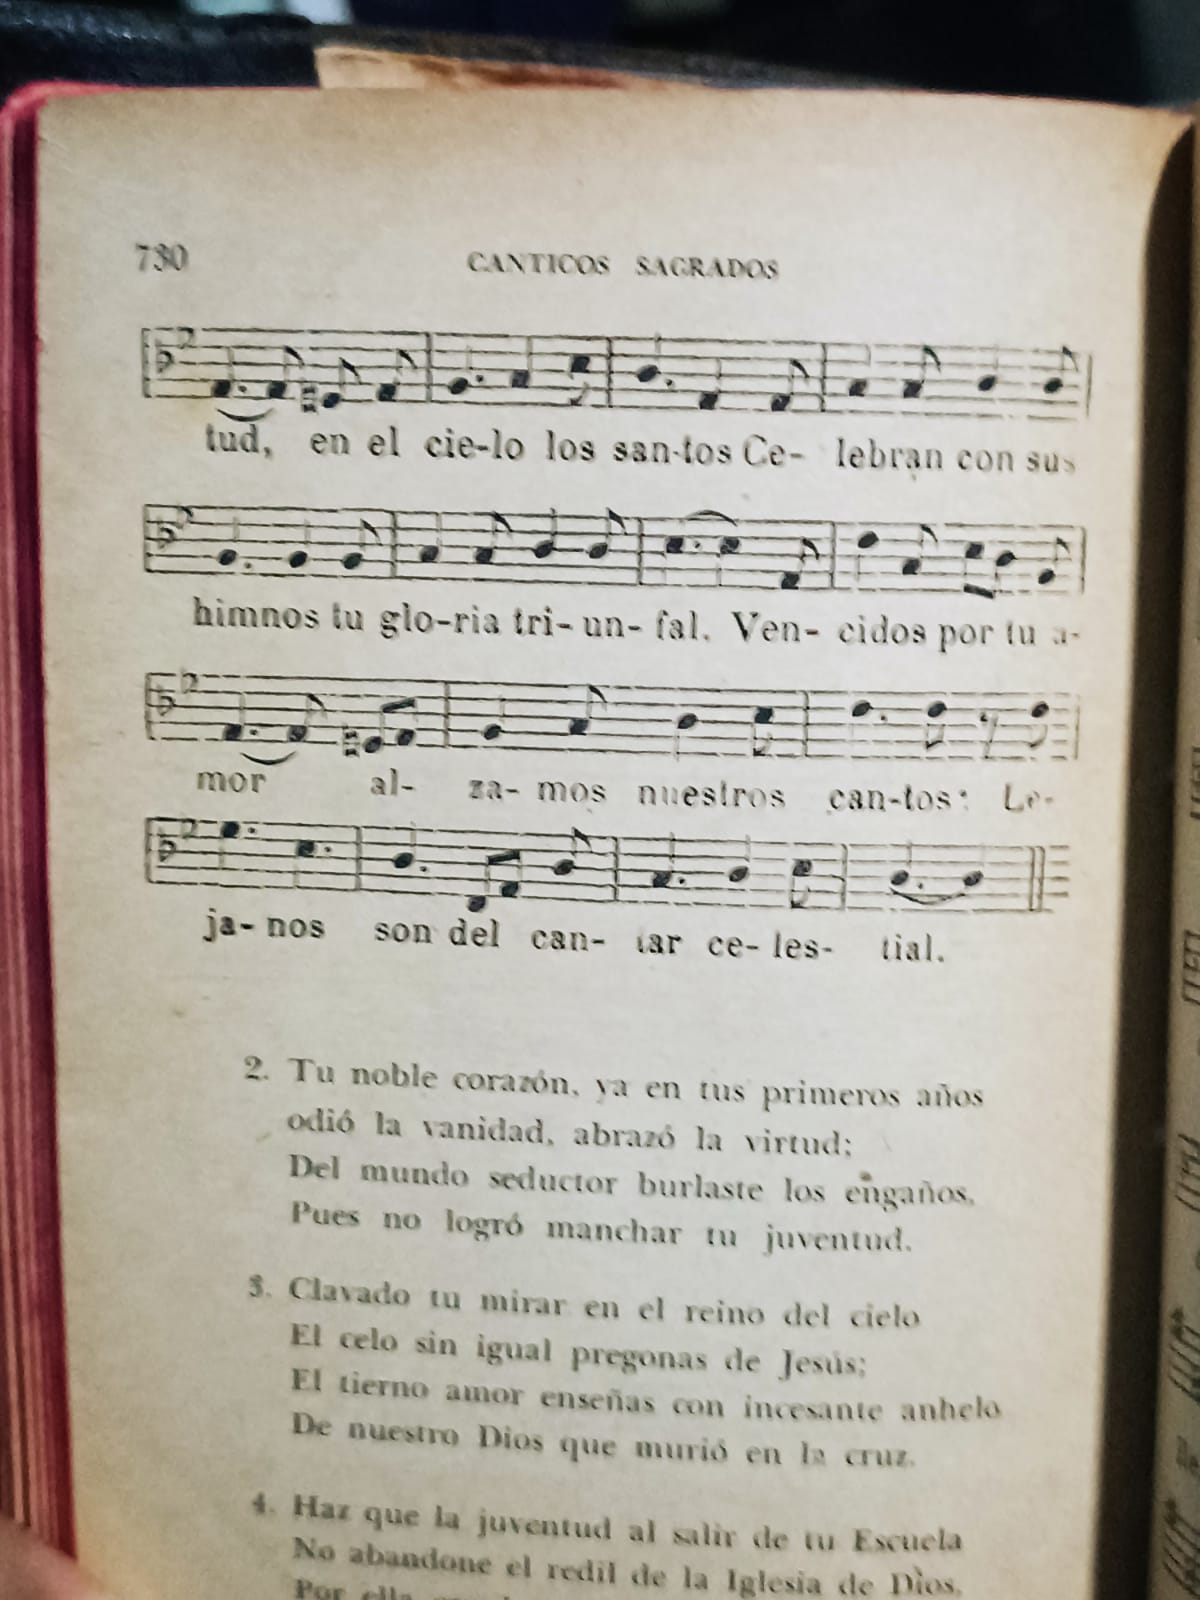 730 CANTICOS SAGRADOS
tud, en el cie-lo los san-tos Ce- lebran con sus
himnos tu glo-ria tri-un-fal. Ven- cidos por tu a-
mor al- za- mos nuestros can-tos: Le-
ja- nos son del can- tar ce- les- tial.
2. Tu noble corazón, ya en tus primeros años
odió la vanidad, abrazó la virtud;
Del mundo seductor burlaste los engaños,
Pues no logró manchar tu juventud.
3. Clavado tu mirar en el reino del cielo
El celo sin igual pregonas de Jesús;
El tierno amor enseñas con incesante anhelo
De nuestro Dios que murió en la cruz.
4. Haz que la juventud al salir de tu Escuela
No abandone el redil de la Iglesia de Dios,
Por ella